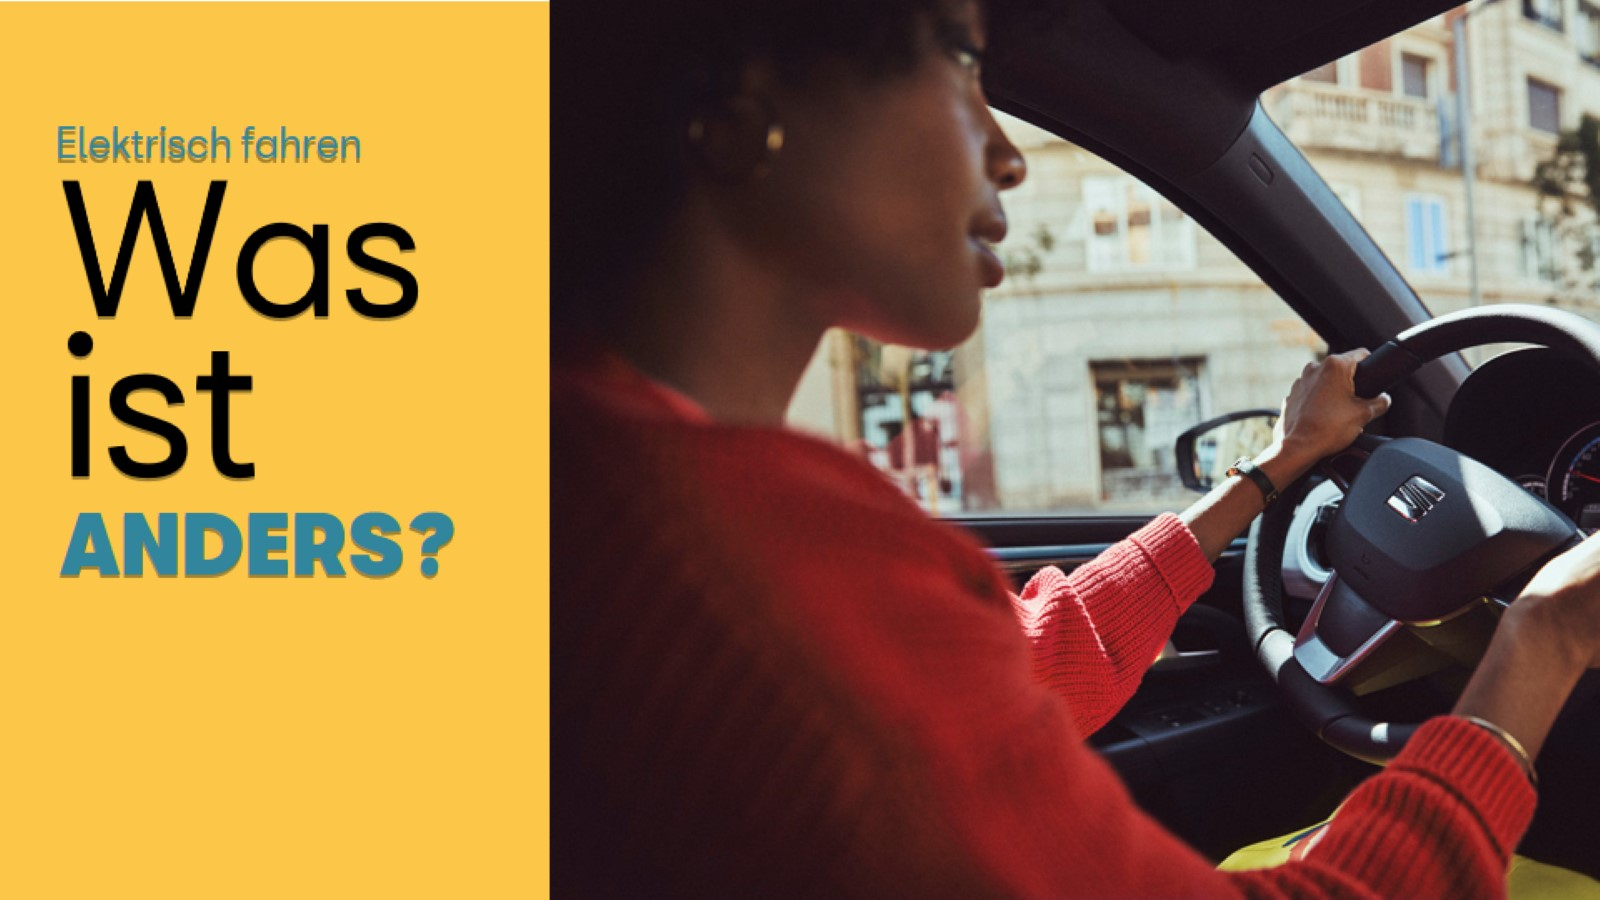 Elektrisch fahren
Was
ist
ANDERS?